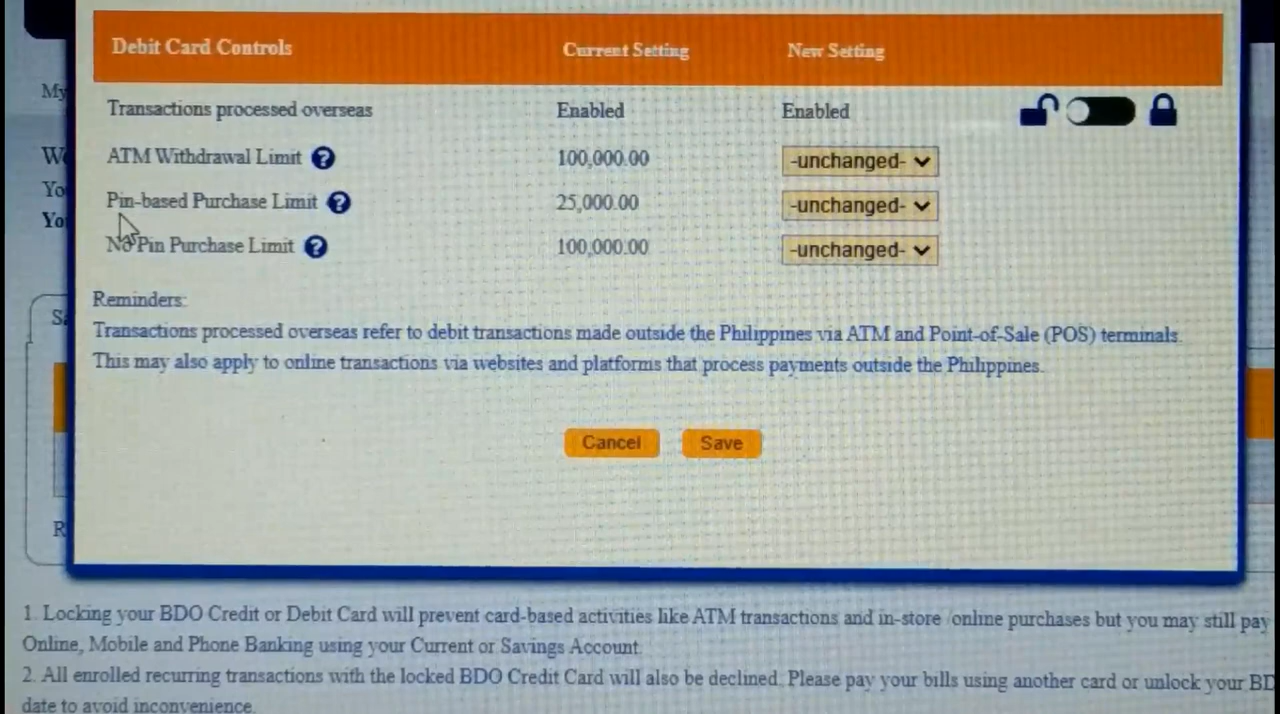 Debit Card Controls Current Setting New Setting
My
Transactions processed overseas Enabled Enabled
ATM Withdrawal Limit ? 100,000.00 -unchanged-
Yo
Pin-based Purchase Limit ? 25,000.00 -unchanged-
Yo
No Pin Purchase Limit ? 100,000.00 -unchanged-
Reminders:
Transactions processed overseas refer to debit transactions made outside the Philippines via ATM and Point-of-Sale (POS) terminals.
This may also apply to online transactions via websites and platforms that process payments outside the Philippines.
Cancel Save
R
1. Locking your BDO Credit or Debit Card will prevent card-based activities like ATM transactions and in-store /online purchases but you may still pay
Online, Mobile and Phone Banking using your Current or Savings Account.
2. All enrolled recurring transactions with the locked BDO Credit Card will also be declined. Please pay your bills using another card or unlock your BD
date to avoid inconvenience.